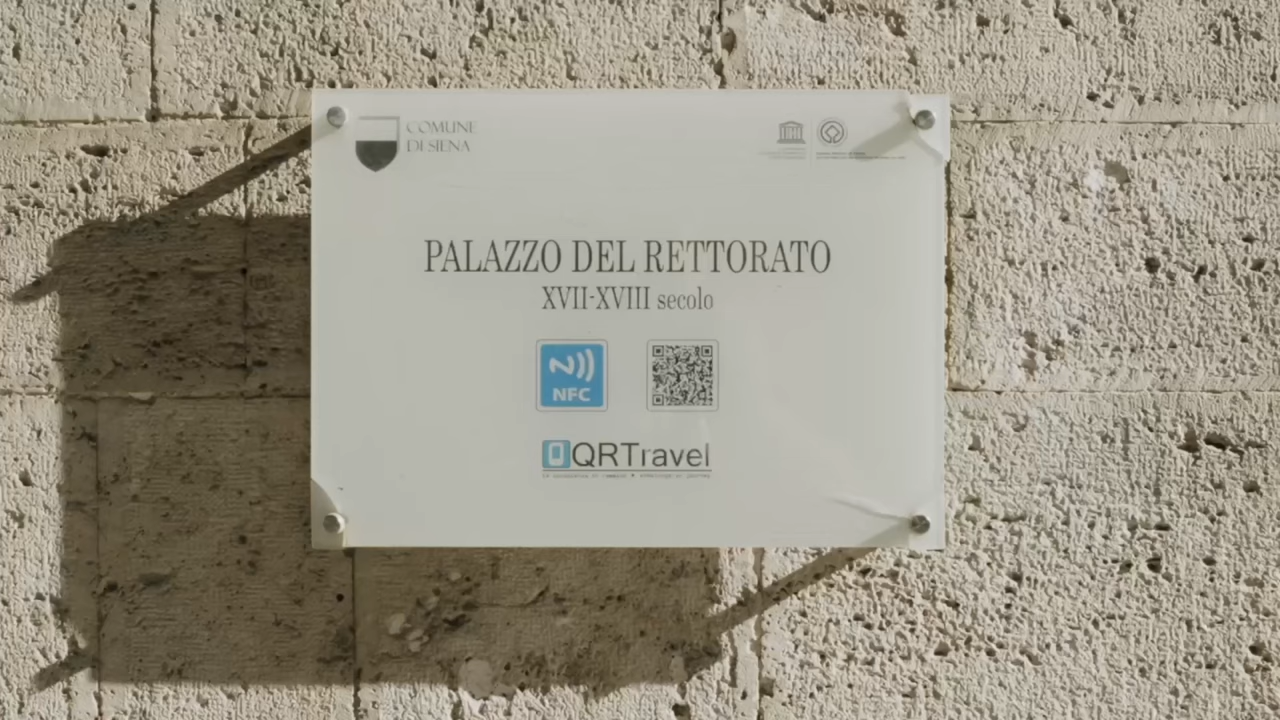 COMUNE
DI SIENA
PALAZZO DEL RETTORATO
XVII-XVIII secolo
NFC
QRTravel